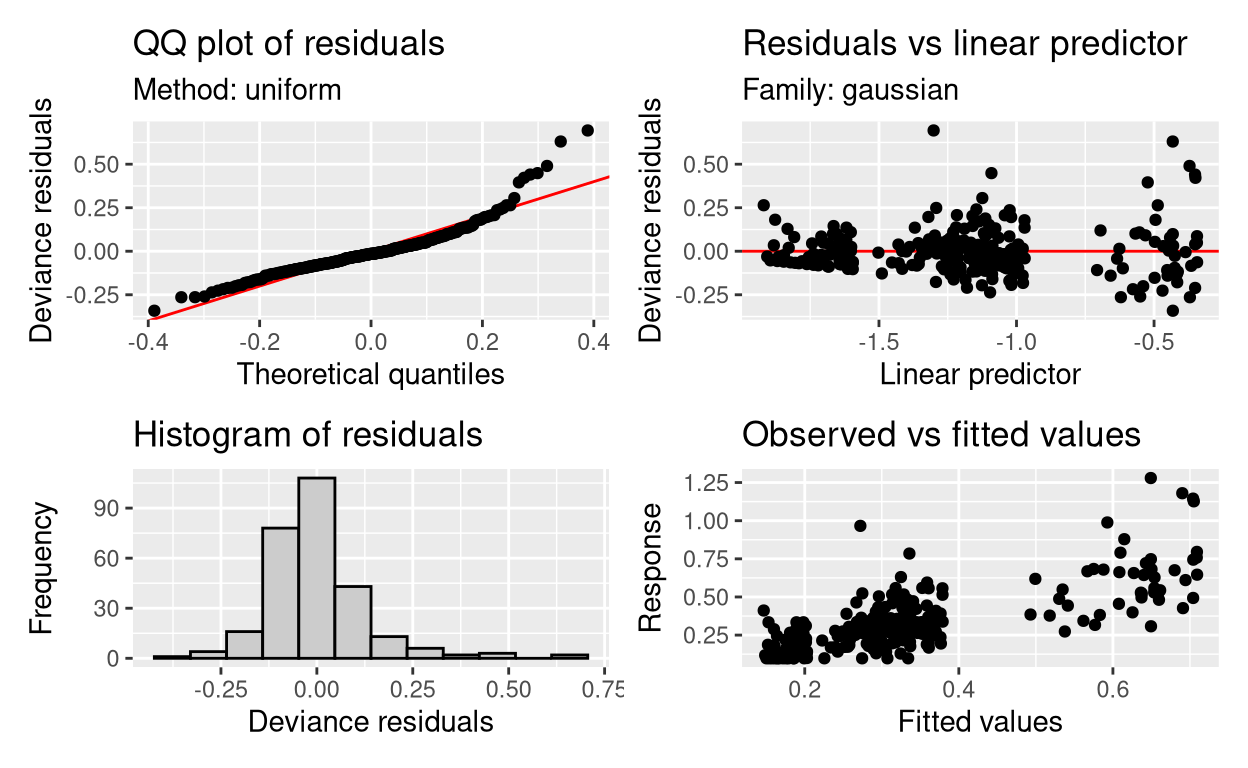 QQ plot of residuals
Method: uniform
Deviance residuals
0.50
0.25
0.00
-0.25
-0.4
-0.2
0.0
0.2
0.4
Theoretical quantiles
Residuals vs linear predictor
Family: gaussian
Deviance residuals
0.50
0.25
0.00
-0.25
-1.5
-1.0
-0.5
Linear predictor
Histogram of residuals
Frequency
90
60
30
0
-0.25
0.00
0.25
0.50
0.75
Deviance residuals
Observed vs fitted values
Response
1.25
1.00
0.75
0.50
0.25
0.2
0.4
0.6
Fitted values